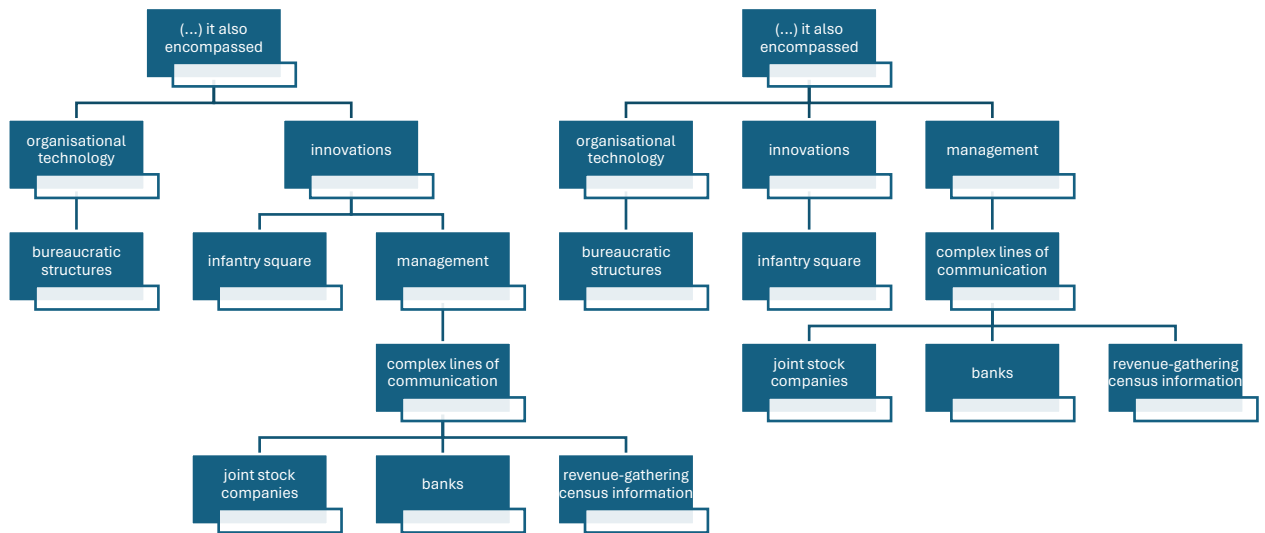 (...) it also
encompassed
organisational
technology
innovations
bureaucratic
structures
infantry square
management
complex lines of
communication
joint stock
companies
banks
revenue-gathering
census information
(...) it also
encompassed
organisational
technology
innovations
management
bureaucratic
structures
infantry square
complex lines of
communication
joint stock
companies
banks
revenue-gathering
census information